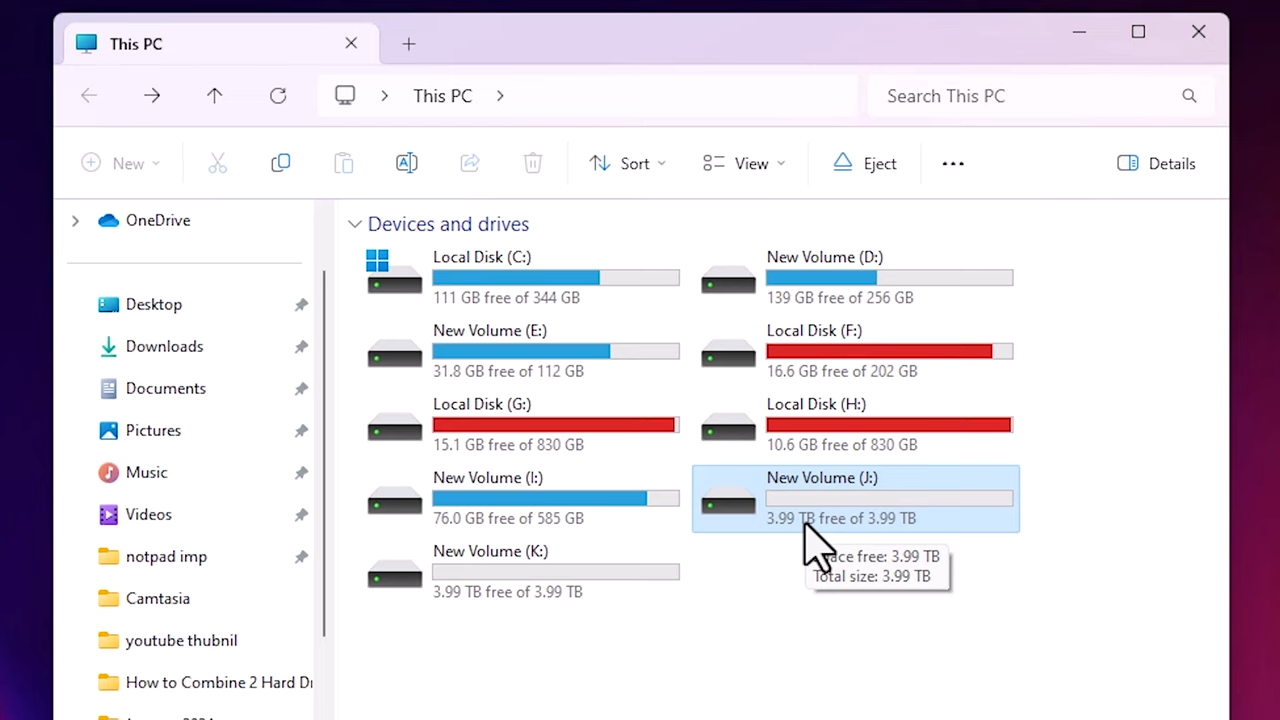 This PC
This PC
Search This PC
New
Sort
View
Eject
Details
OneDrive
Desktop
Downloads
Documents
Pictures
Music
Videos
notpad imp
Camtasia
youtube thubnil
How to Combine 2 Hard Dr
Devices and drives
Local Disk (C:)
111 GB free of 344 GB
New Volume (D:)
139 GB free of 256 GB
New Volume (E:)
31.8 GB free of 112 GB
Local Disk (F:)
16.6 GB free of 202 GB
Local Disk (G:)
15.1 GB free of 830 GB
Local Disk (H:)
10.6 GB free of 830 GB
New Volume (I:)
76.0 GB free of 585 GB
New Volume (J:)
3.99 TB free of 3.99 TB
New Volume (K:)
3.99 TB free of 3.99 TB
free: 3.99 TB
Total size: 3.99 TB